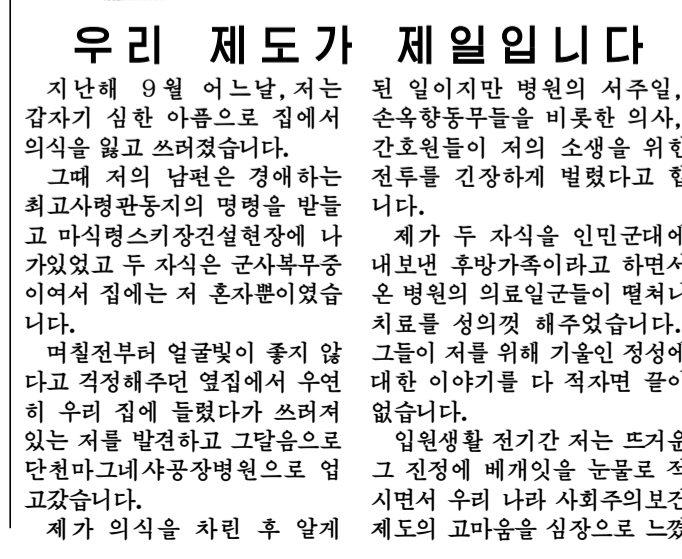 우리 제도가 제일입니다
지난해 9월 어느날, 저는
갑자기 심한 아픔으로 집에서
의식을 잃고 쓰러졌습니다.
그때 저의 남편은 경애하는
최고사령관동지의 명령을 받들
고 마식령스키장건설현장에 나
가있었고 두 자식은 군사복무중
이여서 집에는 저 혼자뿐이였습
니다.
며칠전부터 얼굴빛이 좋지 않
다고 걱정해주던 옆집에서 우연
히 우리 집에 들렸다가 쓰러져
있는 저를 발견하고 그달음으로
단천마그네샤공장병원으로 업
고갔습니다.
제가 의식을 차린 후 알게
된 일이지만 병원의 서주일,
손옥향동무들을 비롯한 의사,
간호원들이 저의 소생을 위한
전투를 긴장하게 벌렸다고 합
니다.
제가 두 자식을 인민군대에
내보낸 후방가족이라고 하면서
온 병원의 의료일군들이 떨쳐나
치료를 성의껏 해주었습니다.
그들이 저를 위해 기울인 정성에
대한 이야기를 다 적자면 끝이
없습니다.
입원생활 전기간 저는 뜨거운
그 진정에 베개잇을 눈물로 적
시면서 우리 나라 사회주의보건
제도의 고마움을 심장으로 느꼈